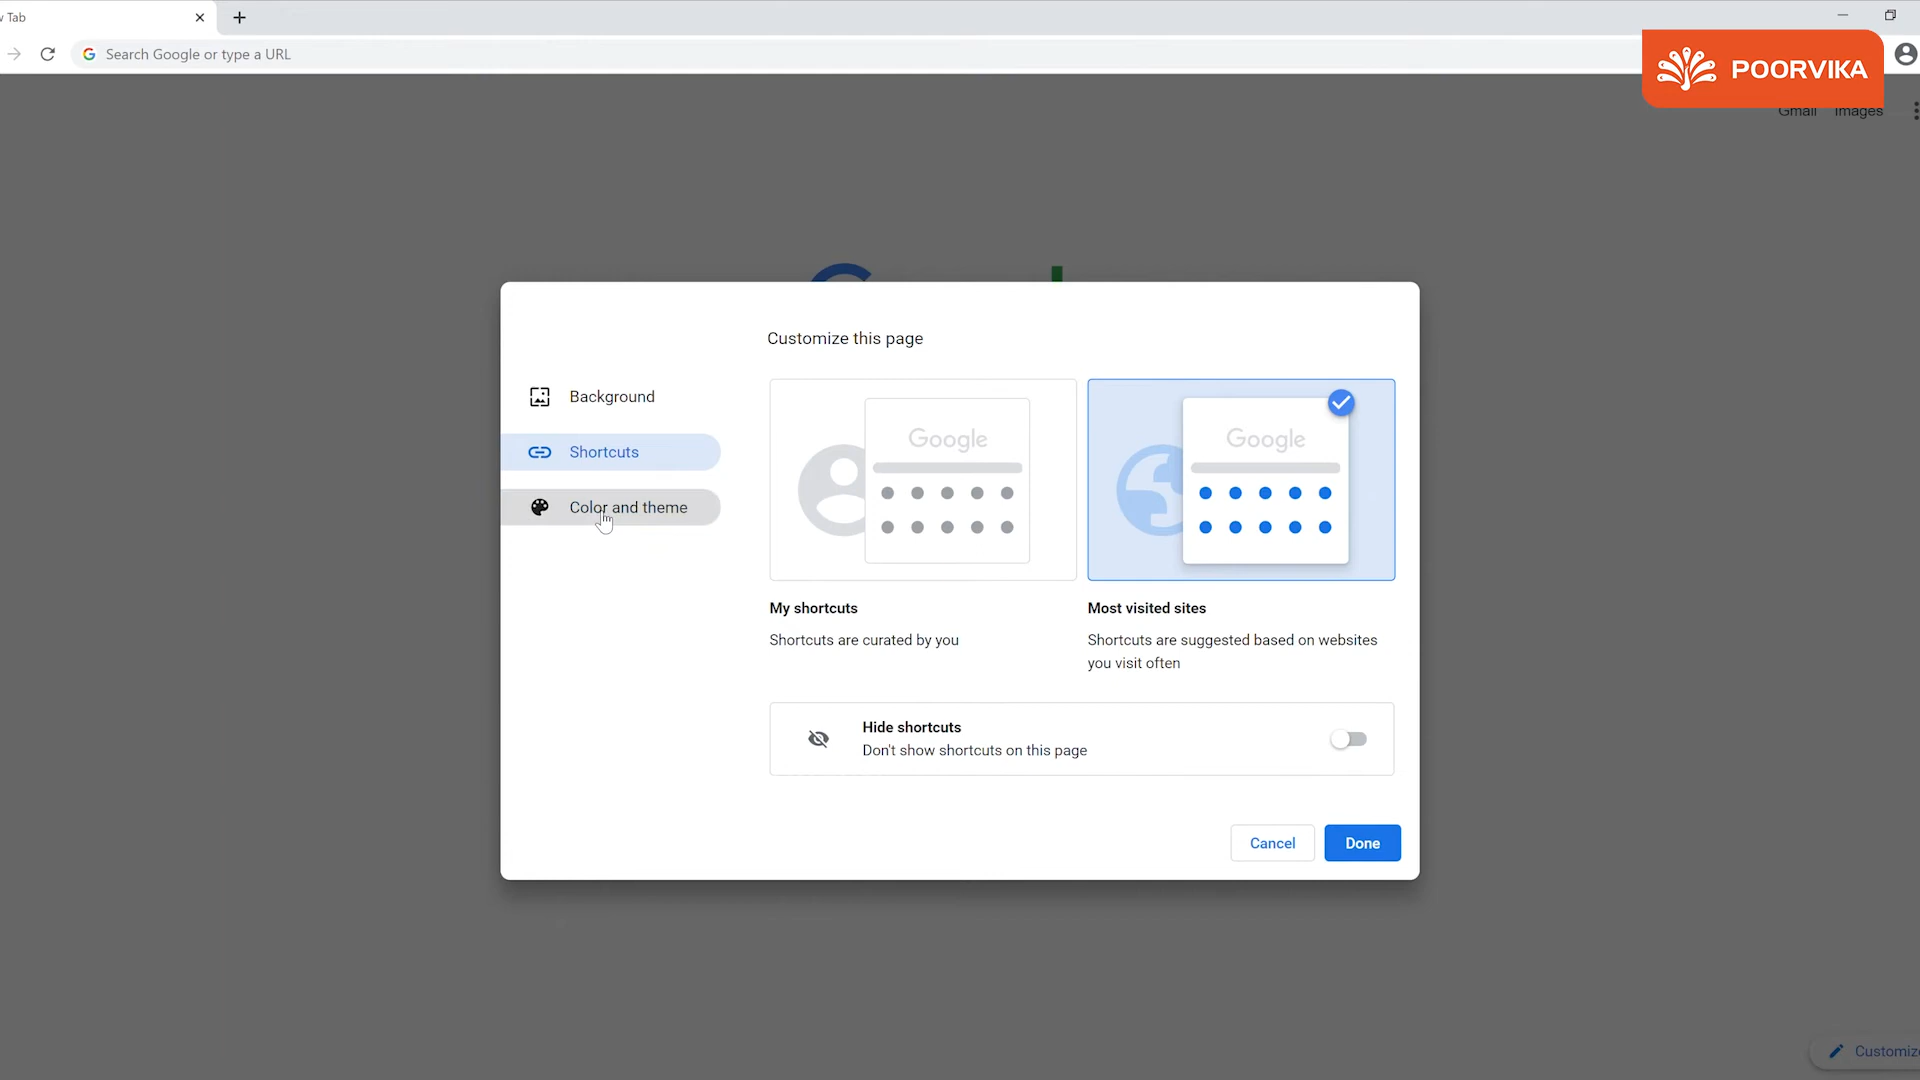 Tab
Search Google or type a URL
POORVIKA
Gmail Images
Customize this page
Background
Shortcuts
Color and theme
Google
Google
My shortcuts
Shortcuts are curated by you
Most visited sites
Shortcuts are suggested based on websites
you visit often
Hide shortcuts
Don't show shortcuts on this page
Cancel
Done
Customize